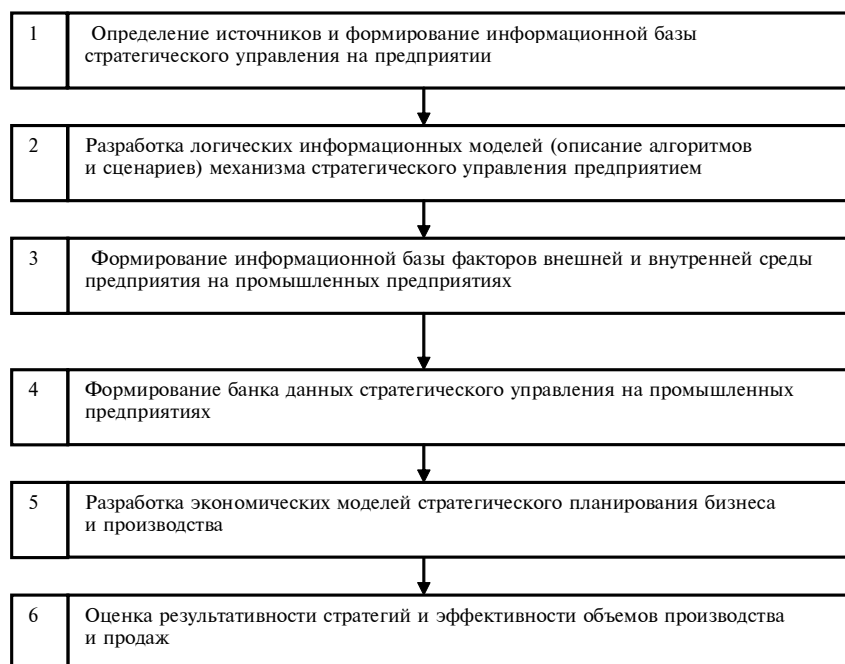 1 Определение источников и формирование информационной базы
стратегического управления на предприятии
2 Разработка логических информационных моделей (описание алгоритмов
и сценариев) механизма стратегического управления предприятием
3 Формирование информационной базы факторов внешней и внутренней среды
предприятия на промышленных предприятиях
4 Формирование банка данных стратегического управления на промышленных
предприятиях
5 Разработка экономических моделей стратегического планирования бизнеса
и производства
6 Оценка результативности стратегий и эффективности объемов производства
и продаж